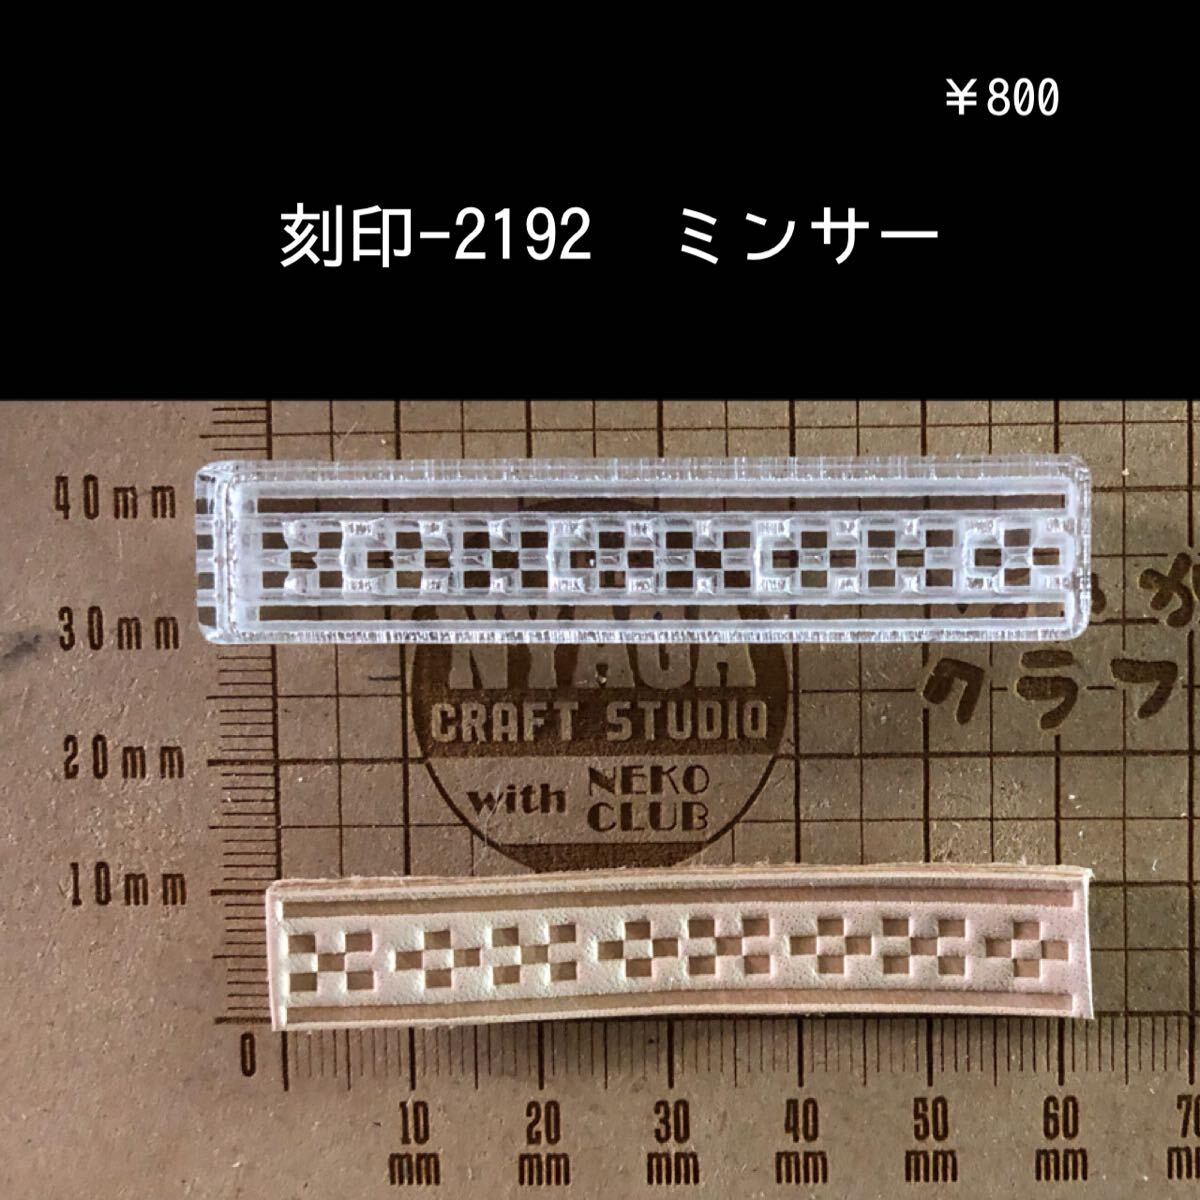 ￥800
刻印-2192　ミンサー
40mm
30mm
NYAGA
CRAFT STUDIO
クラフ
20mm
with NEKO
CLUB
10mm
0
10 20 30 40 50 60
mm mm mm mm mm mm